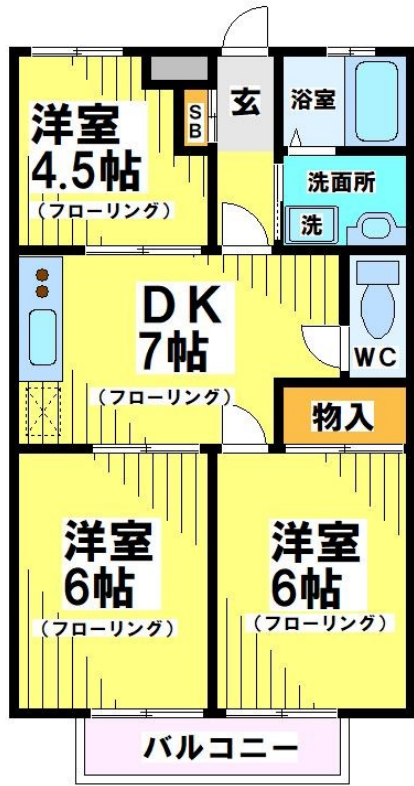 玄
浴室
SB
洋室
4.5帖
(フローリング)
洗面所
洗
DK
7帖
(フローリング)
WC
物入
洋室
6帖
(フローリング)
洋室
6帖
(フローリング)
バルコニー